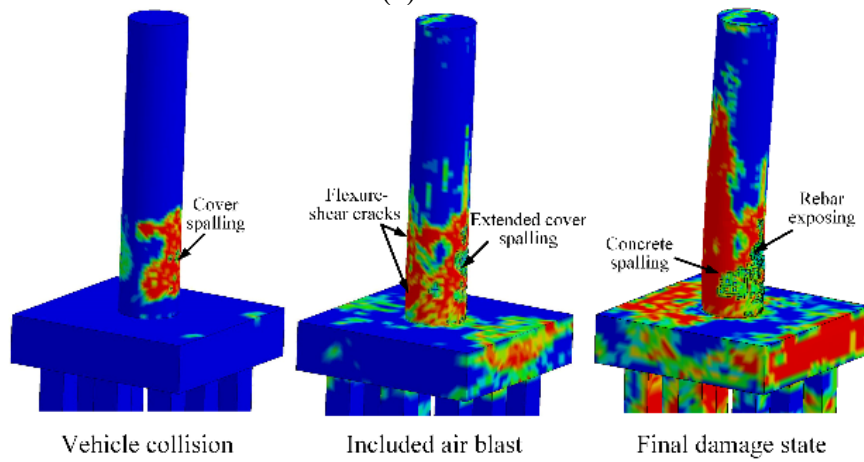 Cover
spalling
Flexure-
shear cracks
Extended cover
spalling
Rebar
exposing
Concrete
spalling
Vehicle collision
Included air blast
Final damage state